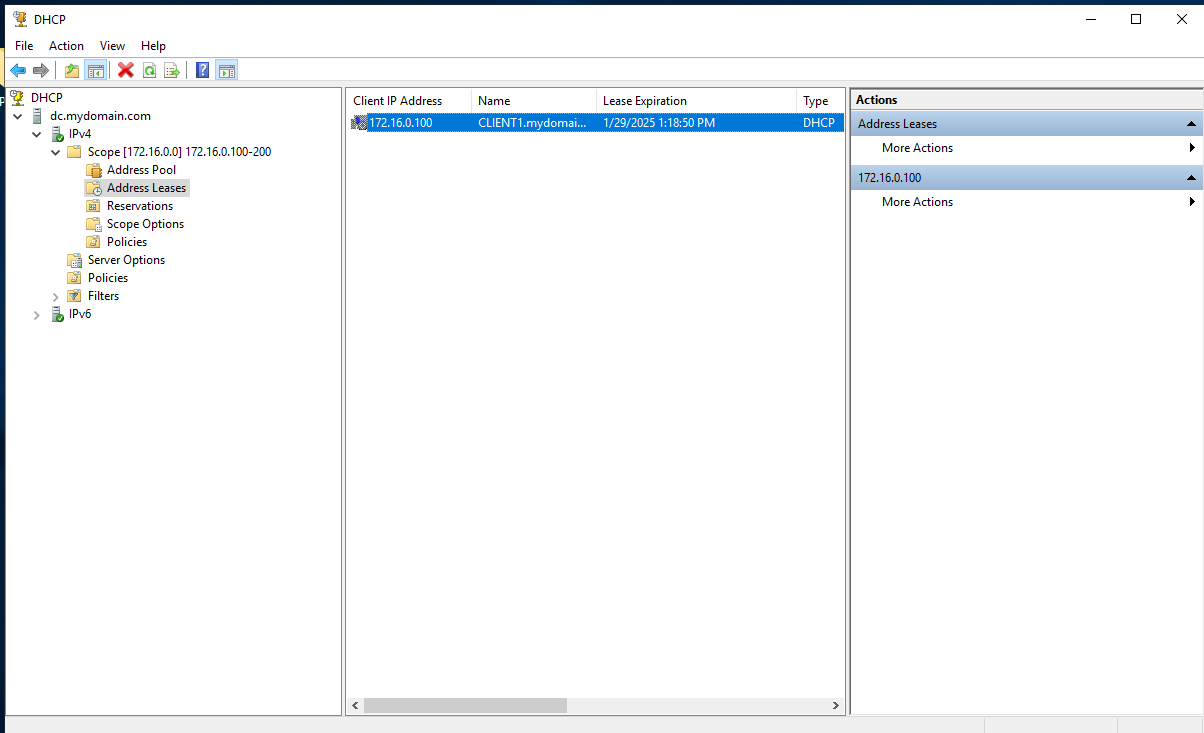 DHCP
File Action View Help
DHCP
dc.mydomain.com
IPv4
Scope [172.16.0.0] 172.16.0.100-200
Address Pool
Address Leases
Reservations
Scope Options
Policies
Server Options
Policies
Filters
IPv6
Client IP Address Name Lease Expiration Type
172.16.0.100 CLIENT1.mydomai... 1/29/2025 1:18:50 PM DHCP
Actions
Address Leases
More Actions
172.16.0.100
More Actions